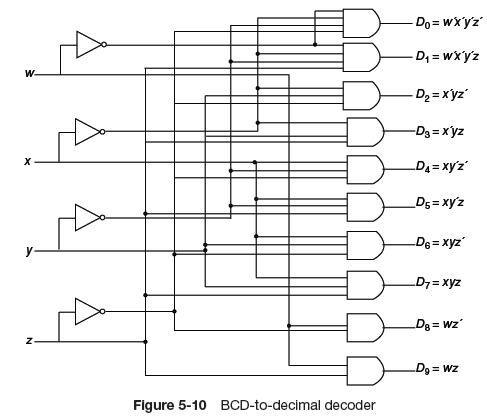 D₀ = w′x′y′z′
D₁ = w′x′y′z
w
D₂ = x′yz′
D₃ = x′yz
x
D₄ = xy′z′
D₅ = xy′z
D₆ = xyz′
y
D₇ = xyz
D₈ = wz′
z
D₉ = wz
Figure 5-10 BCD-to-decimal decoder